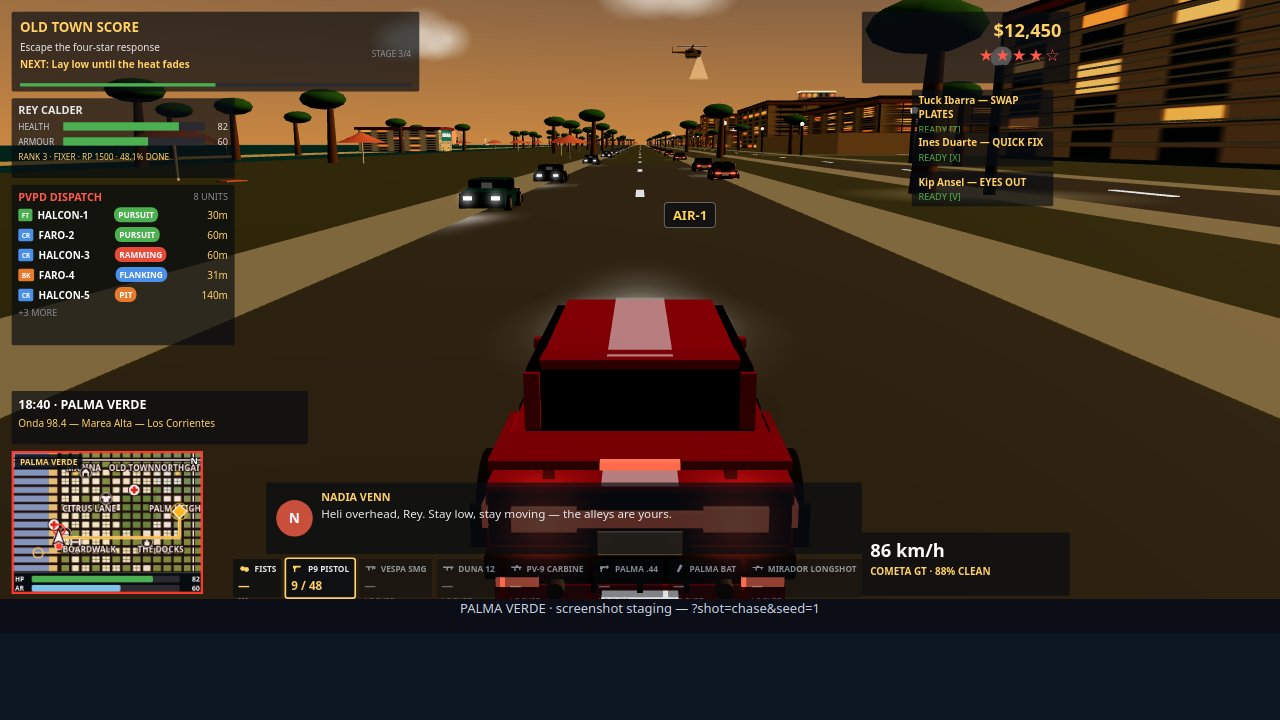 OLD TOWN SCORE
Escape the four-star response
STAGE 3/4
NEXT: Lay low until the heat fades
$12,450
REY CALDER
HEALTH 82
ARMOUR 60
RANK 3 · FIXER · RP 1500 · 48.1% DONE
Tuck Ibarra — SWAP PLATES
READY [Z]
Ines Duarte — QUICK FIX
READY [X]
Kip Ansel — EYES OUT
READY [V]
PVPD DISPATCH 8 UNITS
FT HALCON-1 PURSUIT 30m
CR FARO-2 PURSUIT 60m
CR HALCON-3 RAMMING 60m
BK FARO-4 FLANKING 31m
CR HALCON-5 PIT 140m
+3 MORE
AIR-1
18:40 · PALMA VERDE
Onda 98.4 — Marea Alta — Los Corrientes
PALMA VERDE
N
OLD TOWN NORTHGAT
CITRUS LANE
BOARDWALK
THE DOCKS
HP 82
AR 60
N
NADIA VENN
Heli overhead, Rey. Stay low, stay moving — the alleys are yours.
FISTS
P9 PISTOL
9 / 48
VESPA SMG
DUNA 12
PV-9 CARBINE
PALMA .44
PALMA BAT
MIRADOR LONGSHOT
86 km/h
COMETA GT · 88% CLEAN
PALMA VERDE · screenshot staging — ?shot=chase&seed=1